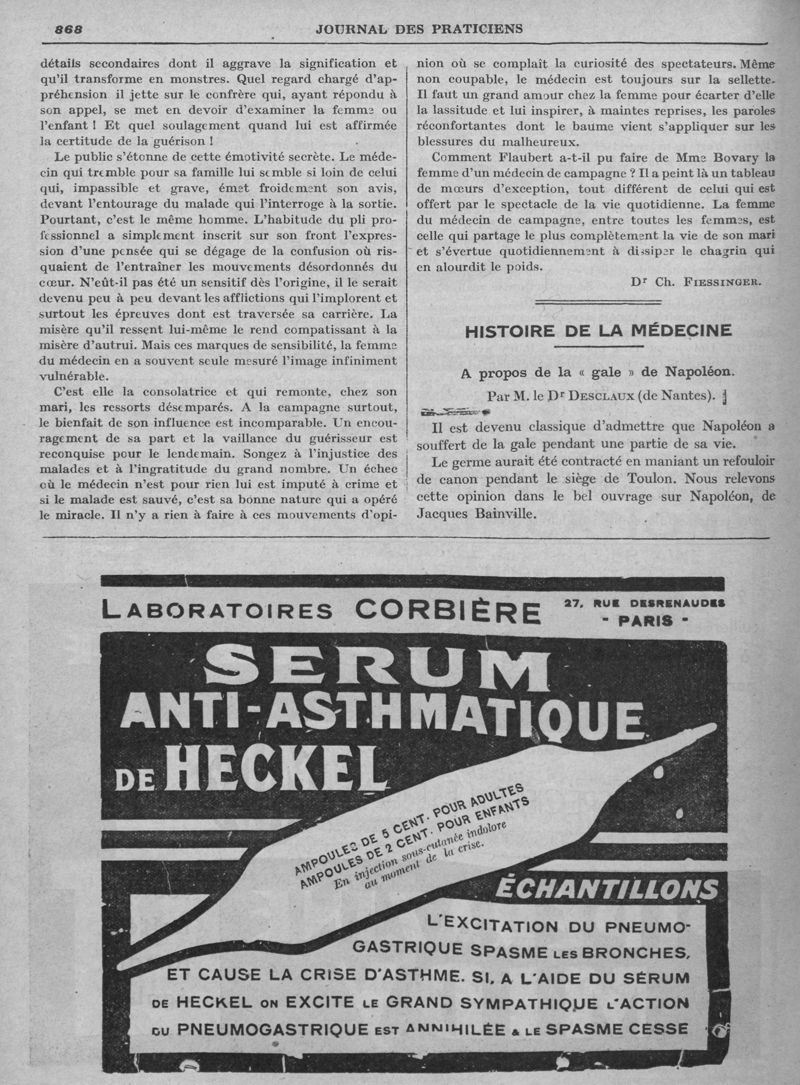 868
JOURNAL DES PRATICIENS
détails secondaires dont il aggrave la signification et
qu'il transforme en monstres. Quel regard chargé d'ap-
préhension il jette sur le confrère qui, ayant répondu à
son appel, se met en devoir d'examiner la femme ou
l'enfant ! Et quel soulagement quand lui est affirmée
la certitude de la guérison !
Le public s'étonne de cette émotivité secrète. Le méde-
cin qui tremble pour sa famille lui semble si loin de celui
qui, impassible et grave, émet froidement son avis,
devant l'entourage du malade qui l'interroge à la sortie.
Pourtant, c'est le même homme. L'habitude du pli pro-
fessionnel a simplement inscrit sur son front l'expres-
sion d'une pensée qui se dégage de la confusion où ris-
quaient de l'entraîner les mouvements désordonnés du
cœur. N'eût-il pas été un sensitif dès l'origine, il le serait
devenu peu à peu devant les afflictions qui l'implorent et
surtout les épreuves dont est traversée sa carrière. La
misère qu'il ressent lui-même le rend compatissant à la
misère d'autrui. Mais ces marques de sensibilité, la femme
du médecin en a souvent seule mesuré l'image infiniment
vulnérable.
C'est elle la consolatrice et qui remonte, chez son
mari, les ressorts désemparés. A la campagne surtout,
le bienfait de son influence est incomparable. Un encou-
ragement de sa part et la vaillance du guérisseur est
reconquise pour le lendemain. Songez à l'injustice des
malades et à l'ingratitude du grand nombre. Un échec
où le médecin n'est pour rien lui est imputé à crime et
si le malade est sauvé, c'est sa bonne nature qui a opéré
le miracle. Il n'y a rien à faire à ces mouvements d'opi-
nion où se complait la curiosité des spectateurs. Même
non coupable, le médecin est toujours sur la sellette.
Il faut un grand amour chez la femme pour écarter d'elle
la lassitude et lui inspirer, à maintes reprises, les paroles
réconfortantes dont le baume vient s'appliquer sur les
blessures du malheureux.
Comment Flaubert a-t-il pu faire de Mme Bovary la
femme d'un médecin de campagne ? Il a peint là un tableau
de mœurs d'exception, tout différent de celui qui est
offert par le spectacle de la vie quotidienne. La femme
du médecin de campagne, entre toutes les femmes, est
celle qui partage le plus complètement la vie de son mari
et s'évertue quotidiennement à dissiper le chagrin qui
en alourdit le poids.
Dr Ch. FIESSINGER.
HISTOIRE DE LA MÉDECINE
A propos de la « gale » de Napoléon.
Par M. le Dr DESCLAUX (de Nantes).
Il est devenu classique d'admettre que Napoléon a
souffert de la gale pendant une partie de sa vie.
Le germe aurait été contracté en maniant un refouloir
de canon pendant le siège de Toulon. Nous relevons
cette opinion dans le bel ouvrage sur Napoléon, de
Jacques Bainville.
LABORATOIRES CORBIÈRE
27, RUE DESRENAUDES
- PARIS -
SERUM
ANTI-ASTHMATIQUE
DE HECKEL
AMPOULES DE 5 CENT. POUR ADULTES
AMPOULES DE 2 CENT. POUR ENFANTS
En injection sous-cutanée indolore
au moment de la crise.
ÉCHANTILLONS
L'EXCITATION DU PNEUMO-
GASTRIQUE SPASME LES BRONCHES,
ET CAUSE LA CRISE D'ASTHME. SI, A L'AIDE DU SÉRUM
DE HECKEL ON EXCITE LE GRAND SYMPATHIQUE L'ACTION
DU PNEUMOGASTRIQUE EST ANNIHILÉE & LE SPASME CESSE